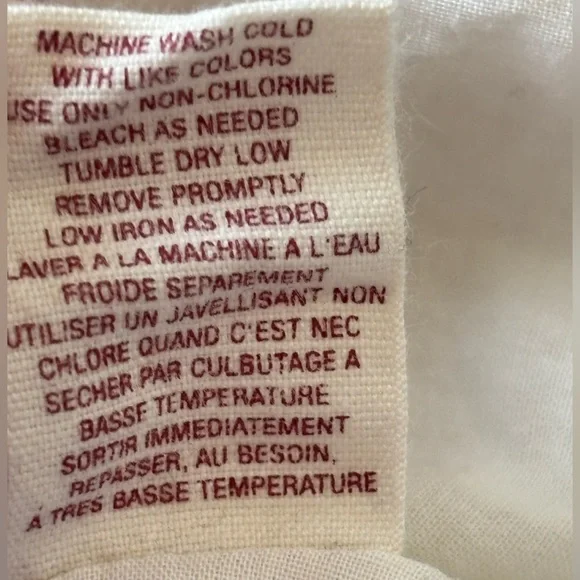 MACHINE WASH COLD
WITH LIKE COLORS
USE ONLY NON-CHLORINE
BLEACH AS NEEDED
TUMBLE DRY LOW
REMOVE PROMPTLY
LOW IRON AS NEEDED
LAVER A LA MACHINE A L'EAU
FROIDE SEPAREMENT
UTILISER UN JAVELLISANT NON
CHLORE QUAND C'EST NEC
SECHER PAR CULBUTAGE A
BASSE TEMPERATURE
SORTIR IMMEDIATEMENT
REPASSER, AU BESOIN,
A TRES BASSE TEMPERATURE